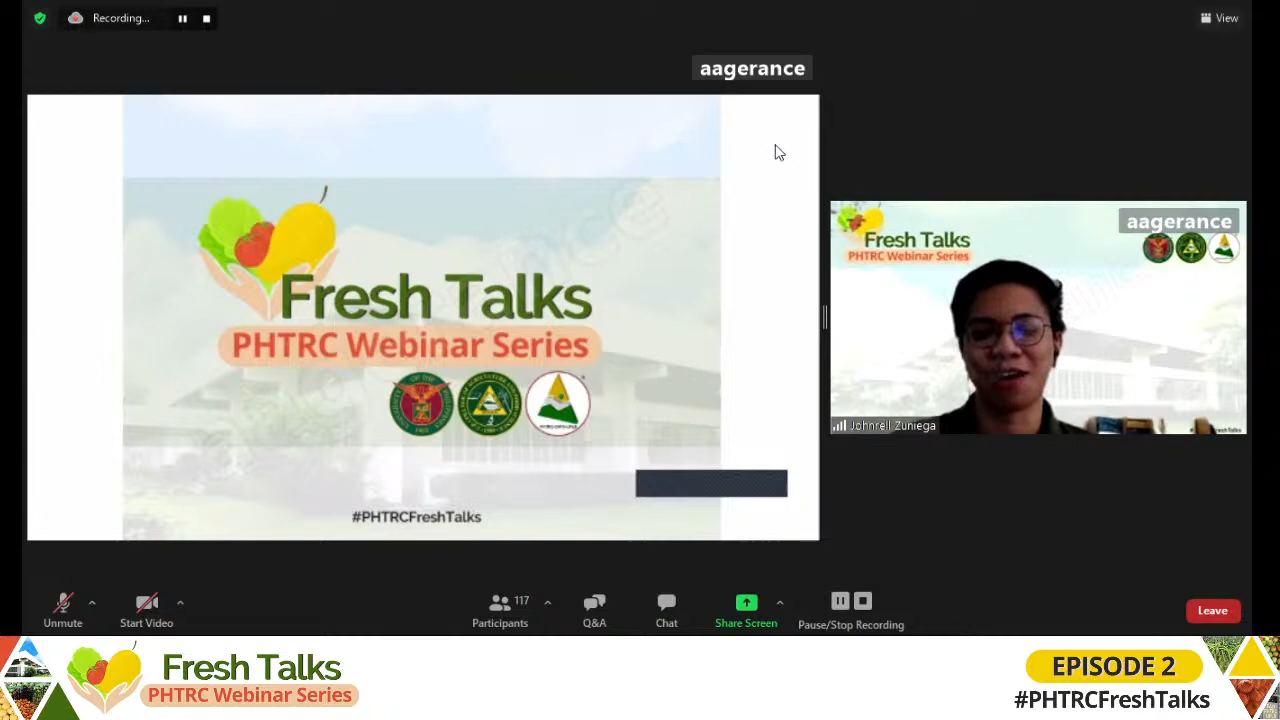 Recording...
View
aagerance
Fresh Talks
PHTRC Webinar Series
#PHTRCFreshTalks
aagerance
Fresh Talks
PHTRC Webinar Series
Johnrell Zuniega
Unmute
Start Video
117
Participants
Q&A
Chat
Share Screen
Pause/Stop Recording
Leave
Fresh Talks
PHTRC Webinar Series
EPISODE 2
#PHTRCFreshTalks